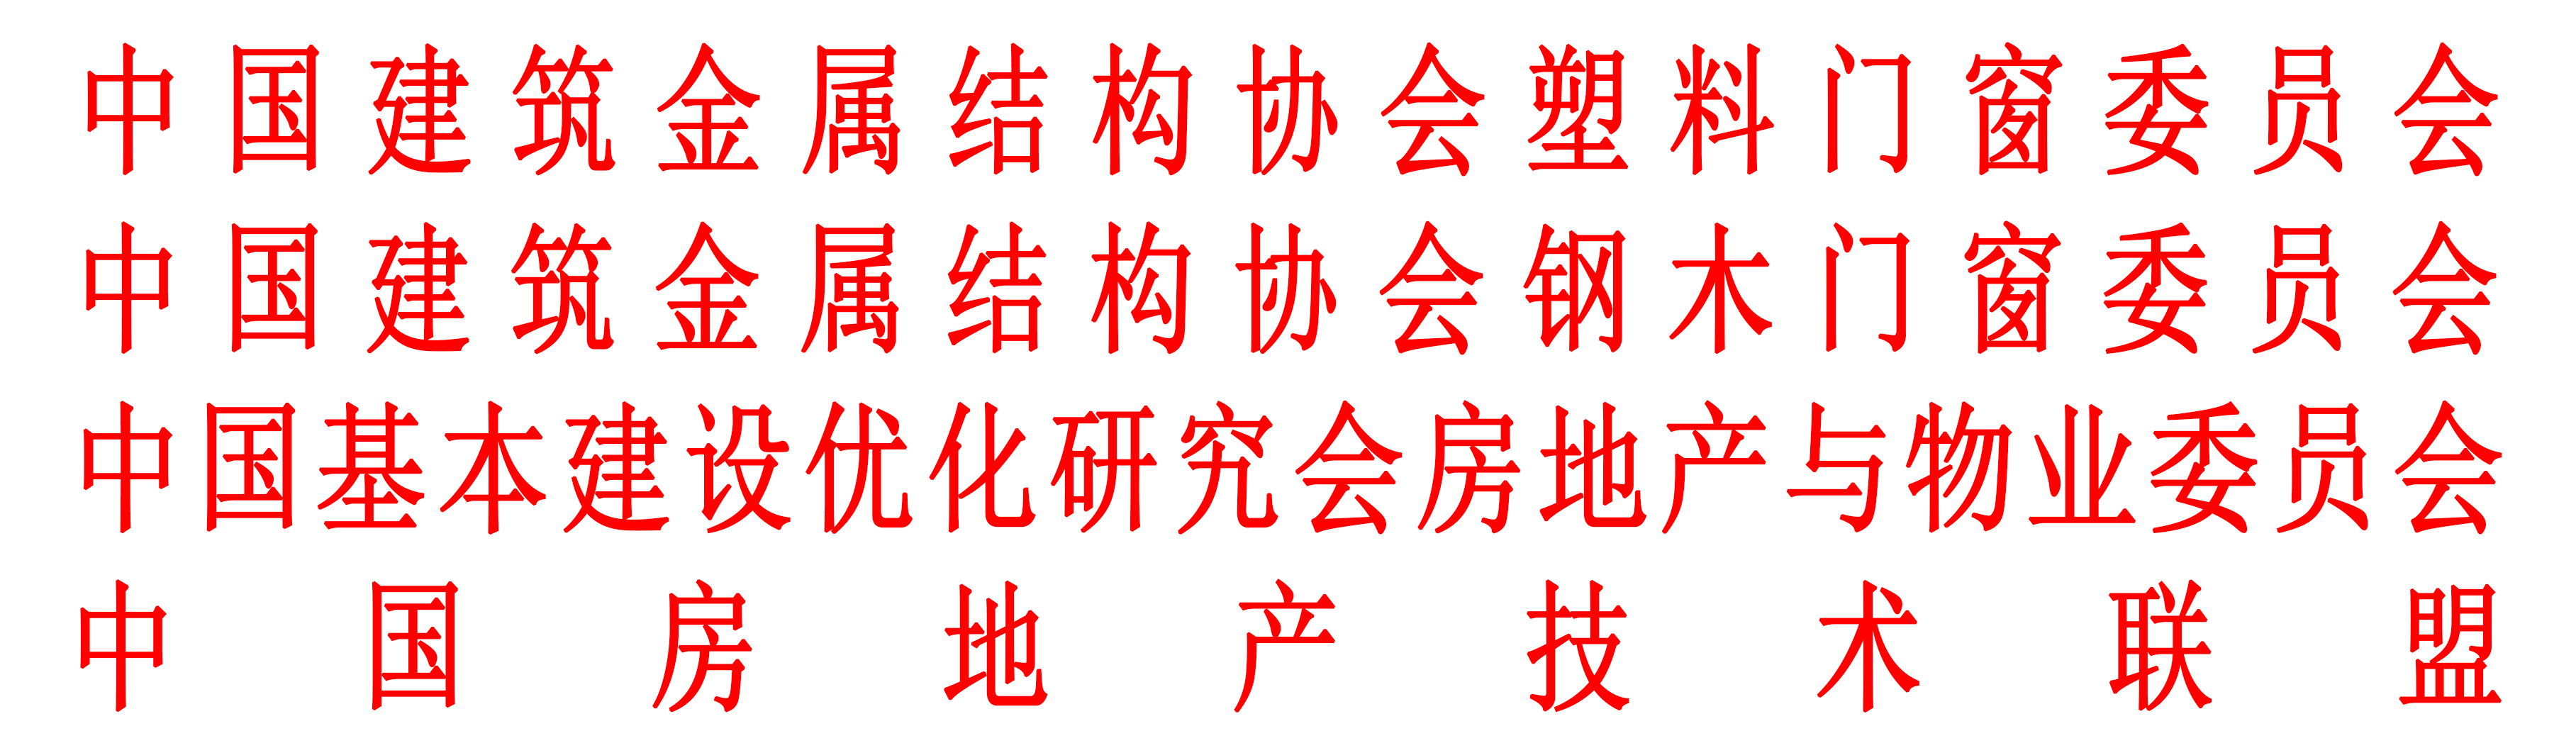 中国建筑金属结构协会塑料门窗委员会
中国建筑金属结构协会钢木门窗委员会
中国基本建设优化研究会房地产与物业委员会
中国房地产技术联盟